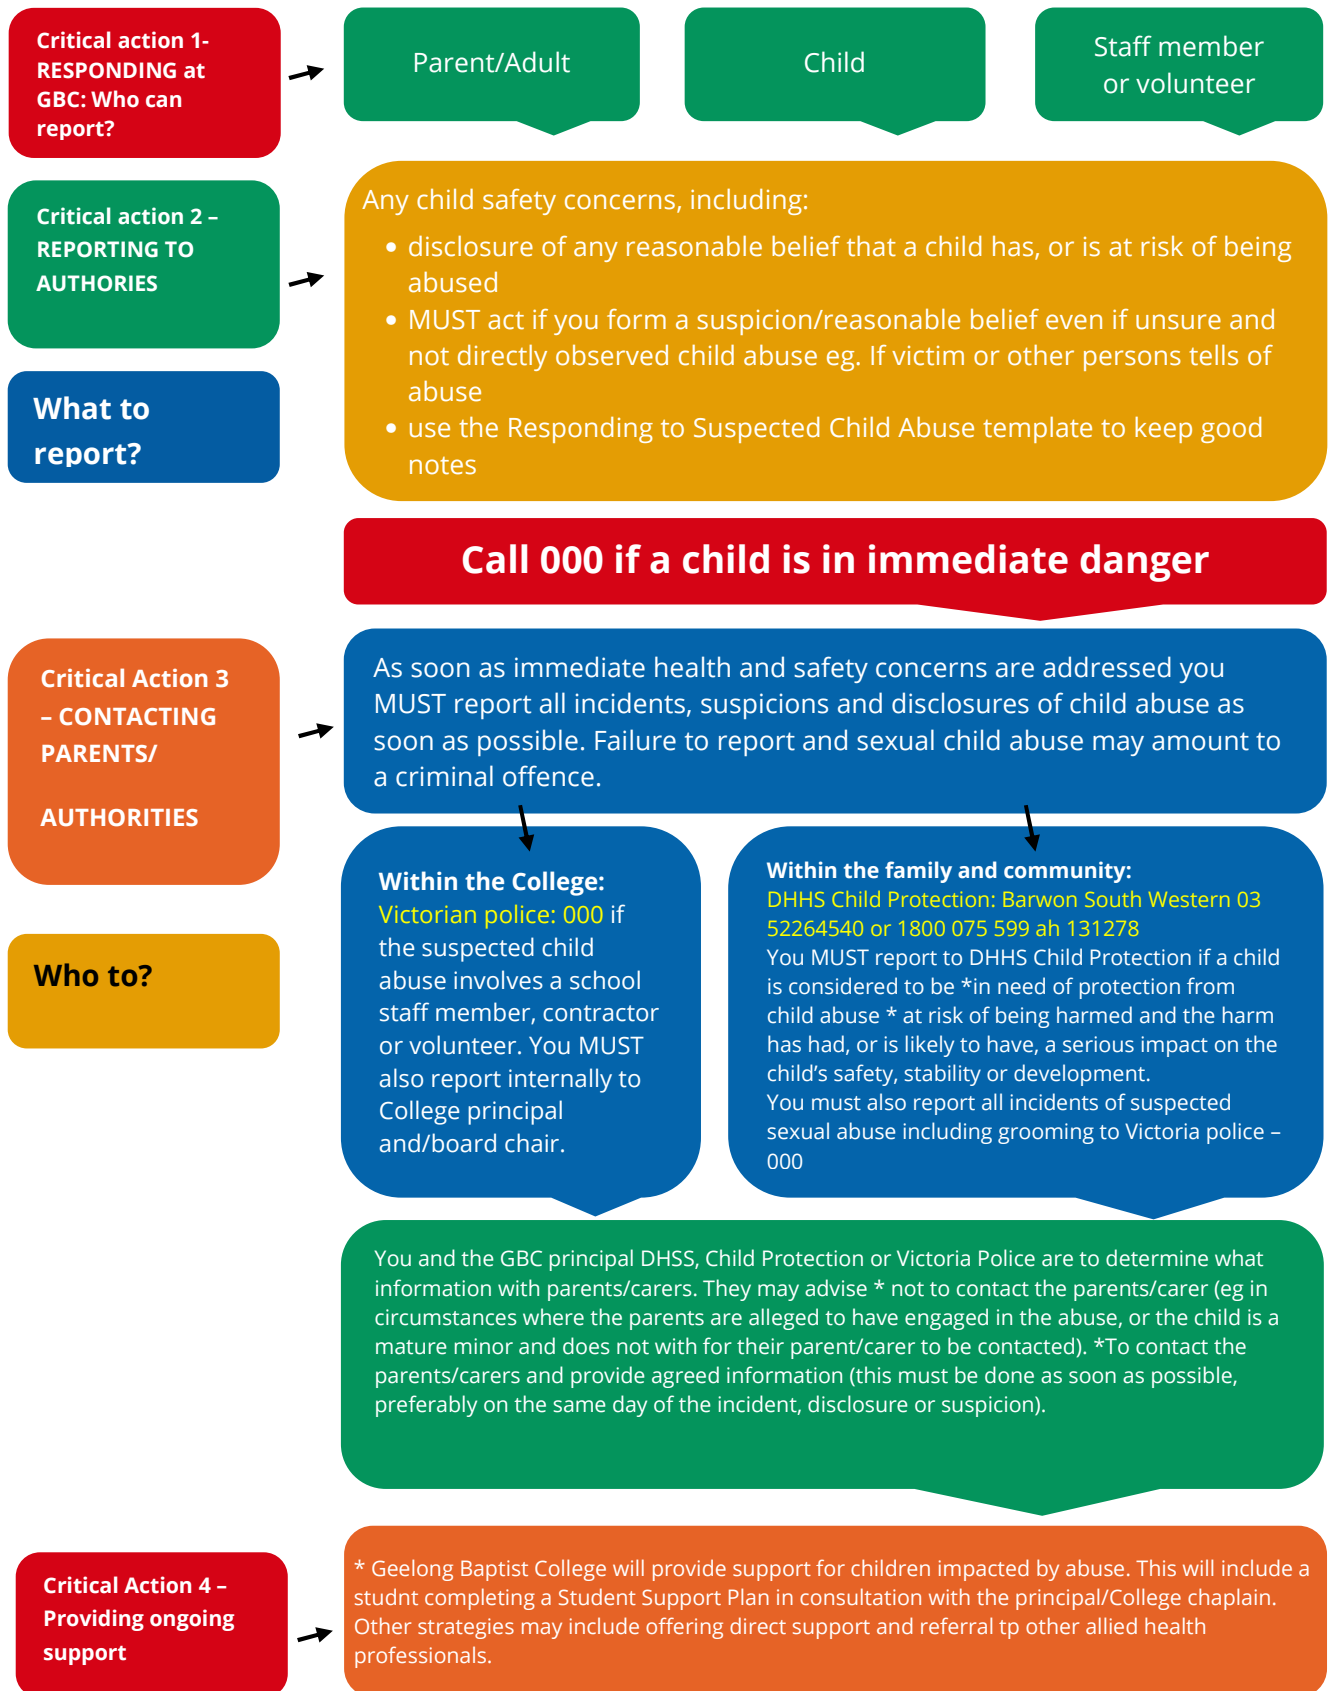 Critical action 1-
RESPONDING at
GBC: Who can
report?
Parent/Adult
Child
Staff member
or volunteer
Critical action 2 –
REPORTING TO
AUTHORIES
What to
report?
Any child safety concerns, including:
• disclosure of any reasonable belief that a child has, or is at risk of being
abused
• MUST act if you form a suspicion/reasonable belief even if unsure and
not directly observed child abuse eg. If victim or other persons tells of
abuse
• use the Responding to Suspected Child Abuse template to keep good
notes
Call 000 if a child is in immediate danger
Critical Action 3
– CONTACTING
PARENTS/
AUTHORITIES
As soon as immediate health and safety concerns are addressed you
MUST report all incidents, suspicions and disclosures of child abuse as
soon as possible. Failure to report and sexual child abuse may amount to
a criminal offence.
Who to?
Within the College:
Victorian police: 000 if
the suspected child
abuse involves a school
staff member, contractor
or volunteer. You MUST
also report internally to
College principal
and/board chair.
Within the family and community:
DHHS Child Protection: Barwon South Western 03
52264540 or 1800 075 599 ah 131278
You MUST report to DHHS Child Protection if a child
is considered to be *in need of protection from
child abuse * at risk of being harmed and the harm
has had, or is likely to have, a serious impact on the
child’s safety, stability or development.
You must also report all incidents of suspected
sexual abuse including grooming to Victoria police –
000
You and the GBC principal DHSS, Child Protection or Victoria Police are to determine what
information with parents/carers. They may advise * not to contact the parents/carer (eg in
circumstances where the parents are alleged to have engaged in the abuse, or the child is a
mature minor and does not with for their parent/carer to be contacted). *To contact the
parents/carers and provide agreed information (this must be done as soon as possible,
preferably on the same day of the incident, disclosure or suspicion).
Critical Action 4 –
Providing ongoing
support
* Geelong Baptist College will provide support for children impacted by abuse. This will include a
studnt completing a Student Support Plan in consultation with the principal/College chaplain.
Other strategies may include offering direct support and referral tp other allied health
professionals.